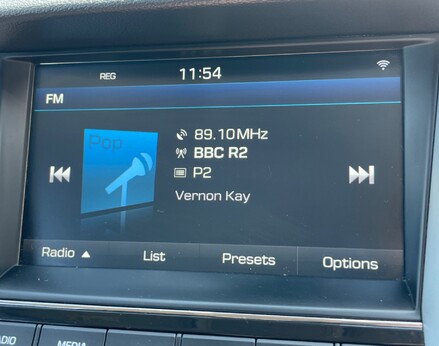 REG 11:54
FM
Pop
89.10MHz
BBC R2
P2
Vernon Kay
Radio ▲ List Presets Options
MEDIA